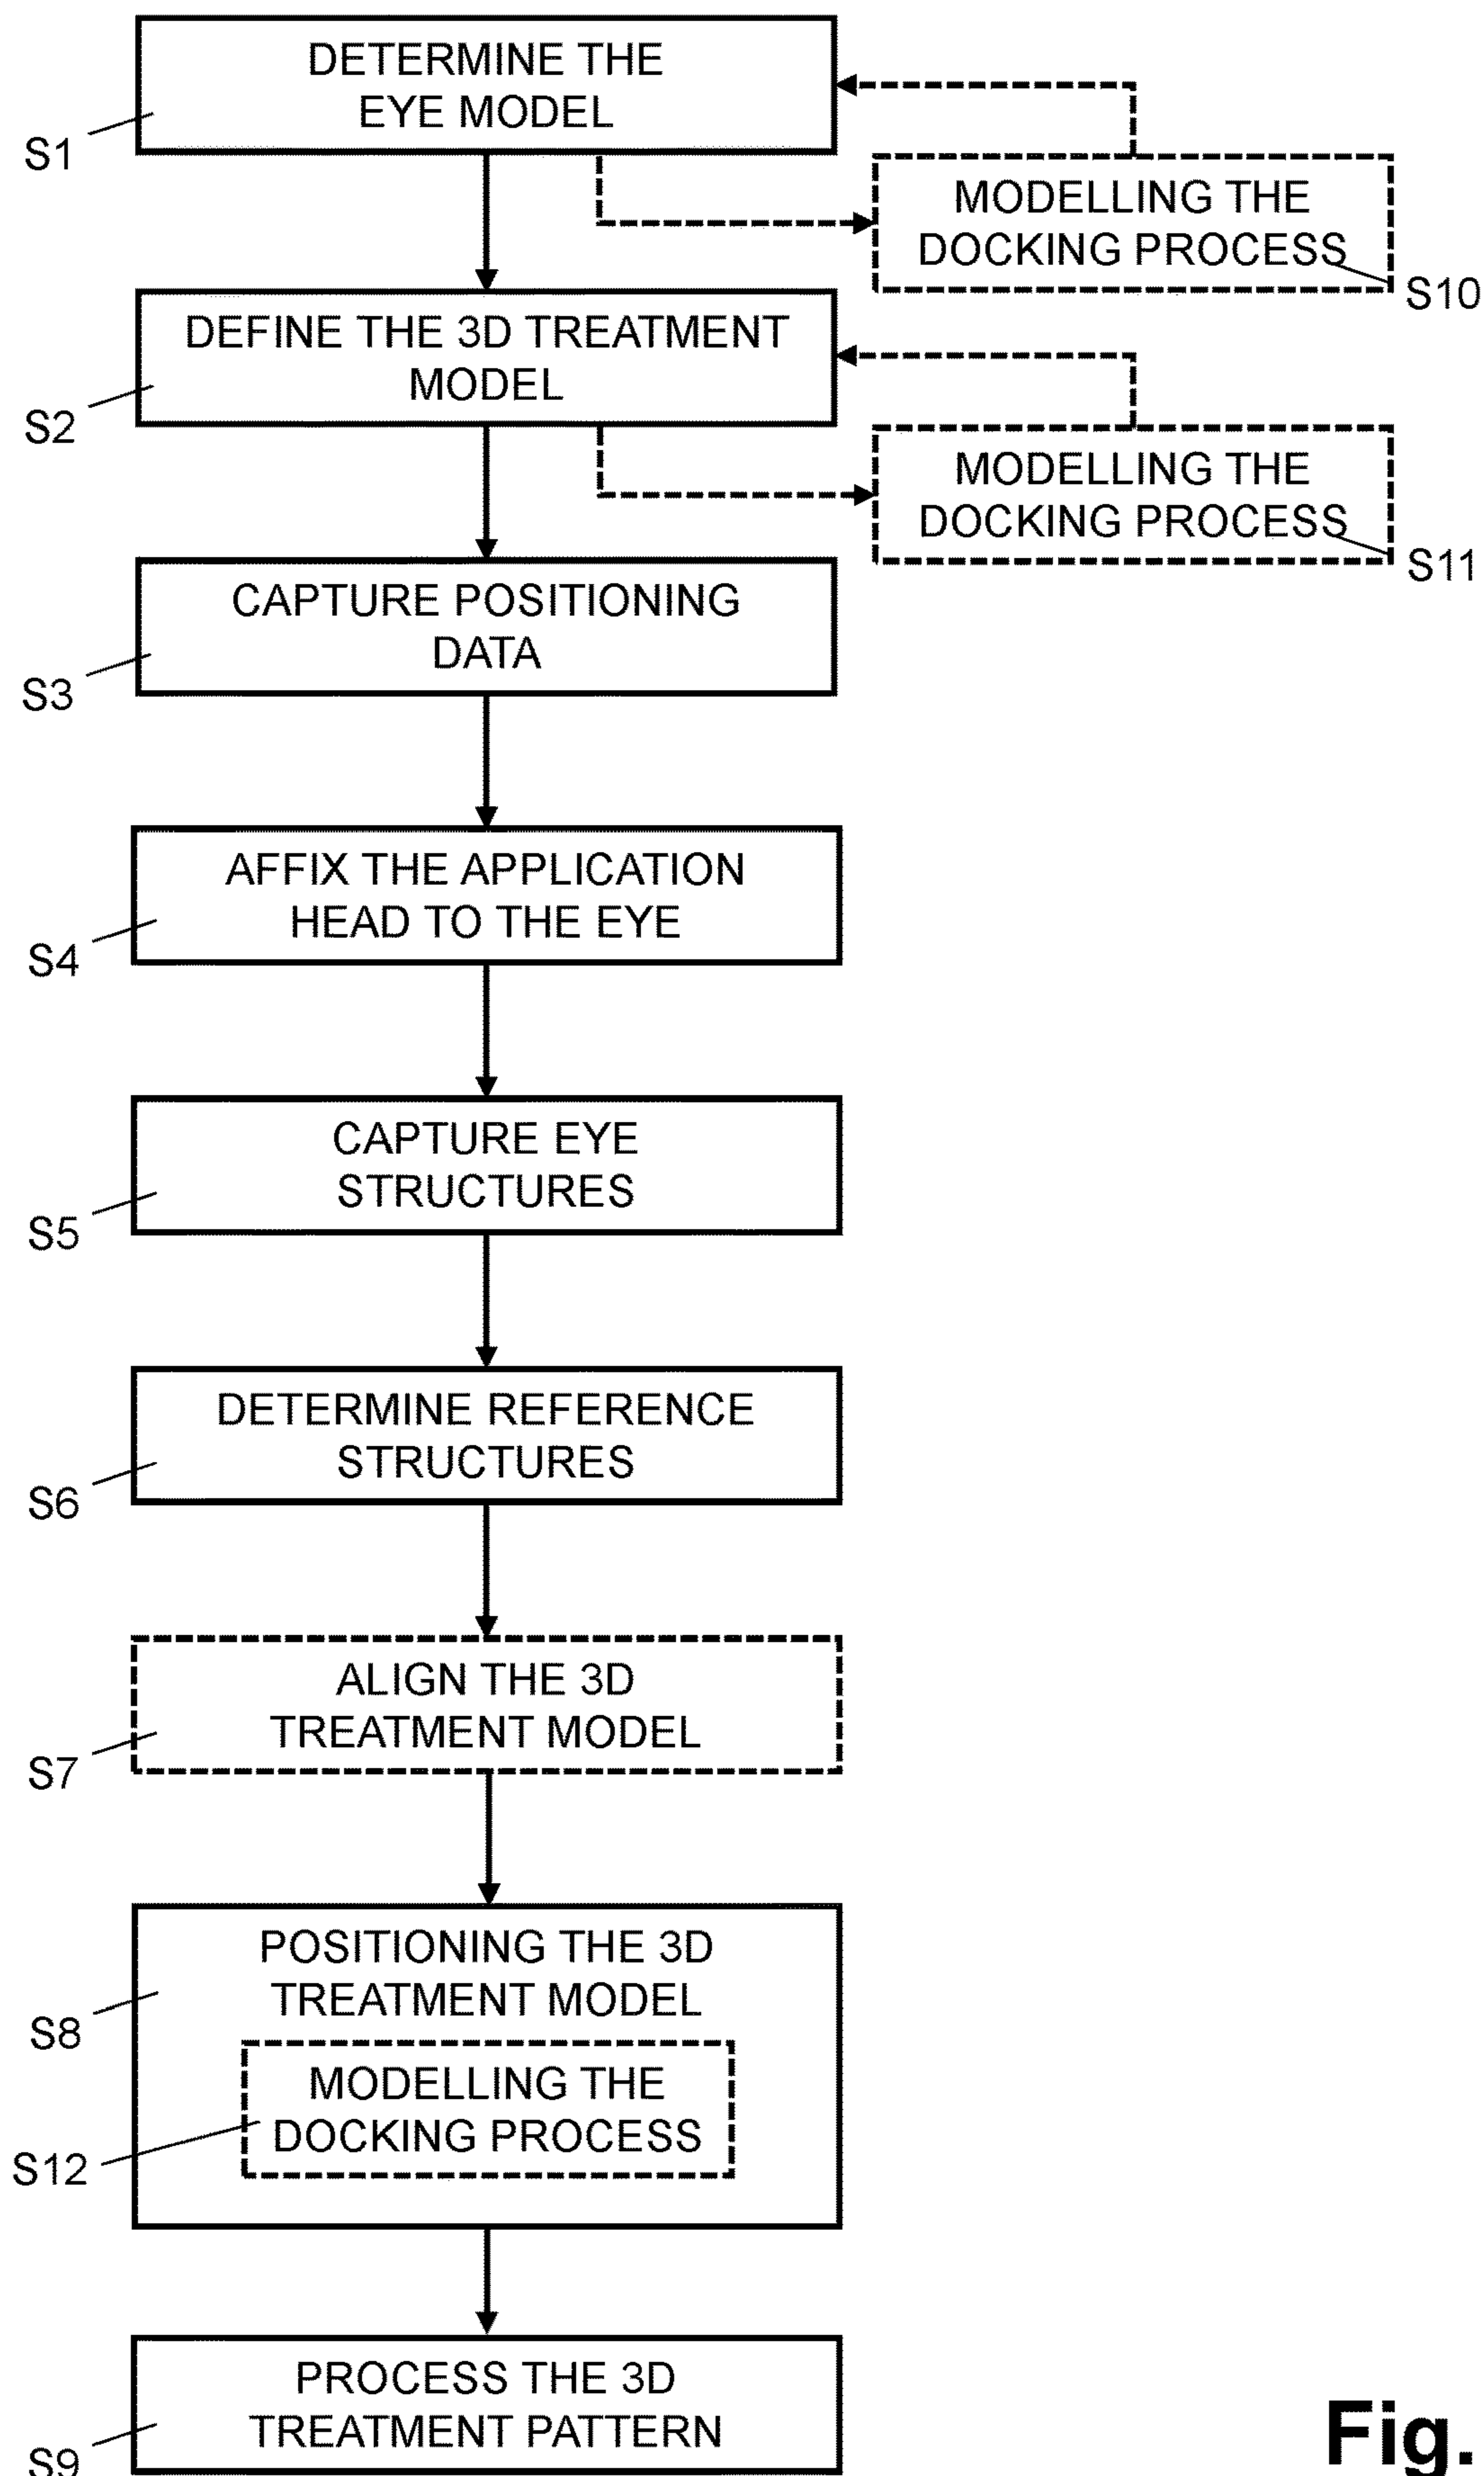 DETERMINE THE
EYE MODEL
S1
MODELLING THE
DOCKING PROCESS
S10
DEFINE THE 3D TREATMENT
MODEL
S2
MODELLING THE
DOCKING PROCESS
S11
CAPTURE POSITIONING
DATA
S3
AFFIX THE APPLICATION
HEAD TO THE EYE
S4
CAPTURE EYE
STRUCTURES
S5
DETERMINE REFERENCE
STRUCTURES
S6
ALIGN THE 3D
TREATMENT MODEL
S7
POSITIONING THE 3D
TREATMENT MODEL
S8
MODELLING THE
DOCKING PROCESS
S12
PROCESS THE 3D
TREATMENT PATTERN
S9
Fig.